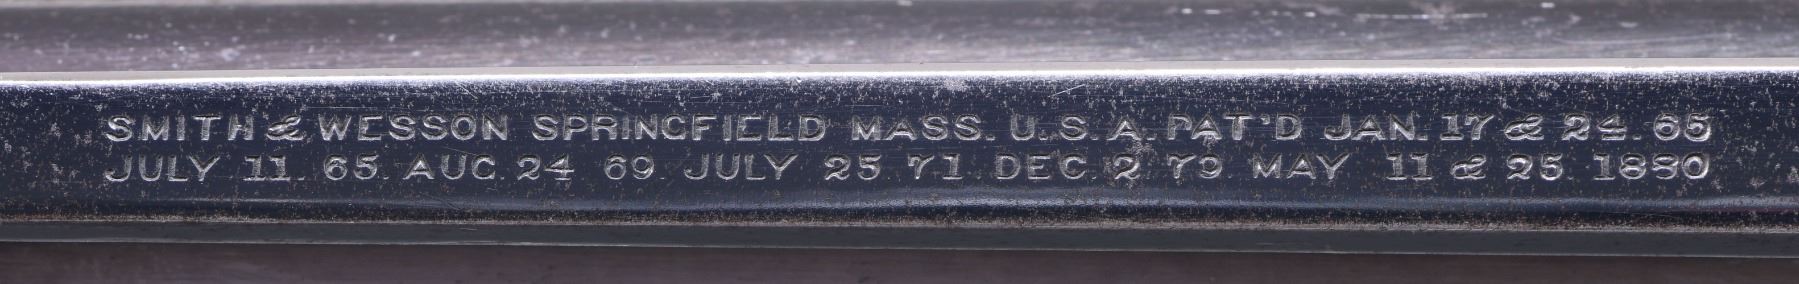 SMITH & WESSON SPRINGFIELD MASS. U.S.A. PAT'D JAN. 17 & 24. 65
JULY 11. 65. AUG. 24 69. JULY 25. 71. DEC. 2 79 MAY 11 & 25. 1880